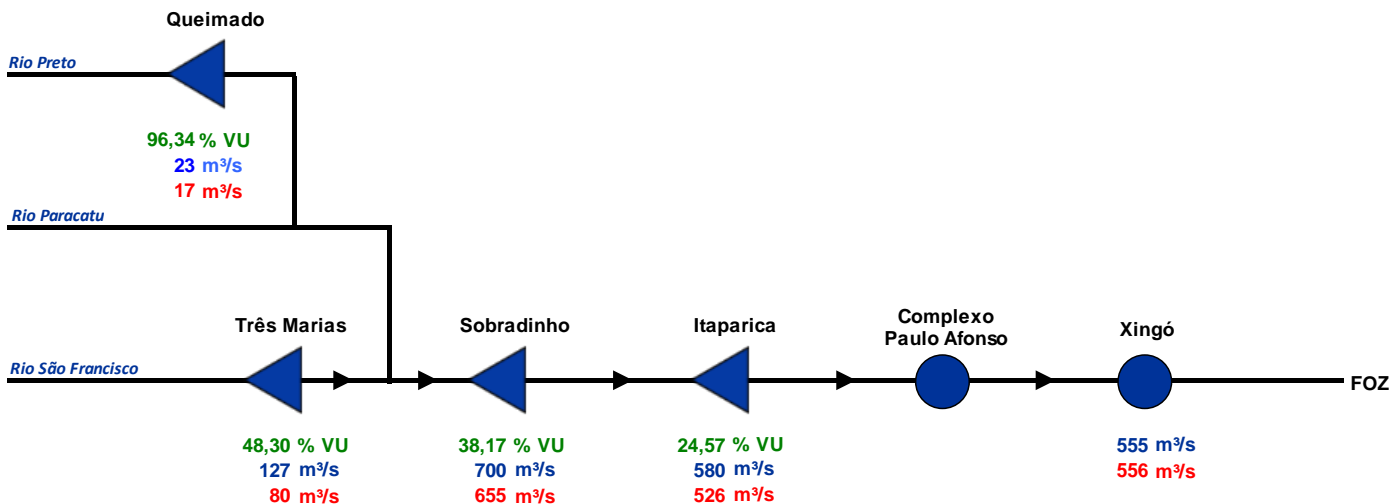 Queimado
Rio Preto
96,34 % VU
23 m³/s
17 m³/s
Rio Paracatu
Três Marias
Sobradinho
Itaparica
Complexo
Paulo Afonso
Xingó
Rio São Francisco
FOZ
48,30 % VU
127 m³/s
80 m³/s
38,17 % VU
700 m³/s
655 m³/s
24,57 % VU
580 m³/s
526 m³/s
555 m³/s
556 m³/s